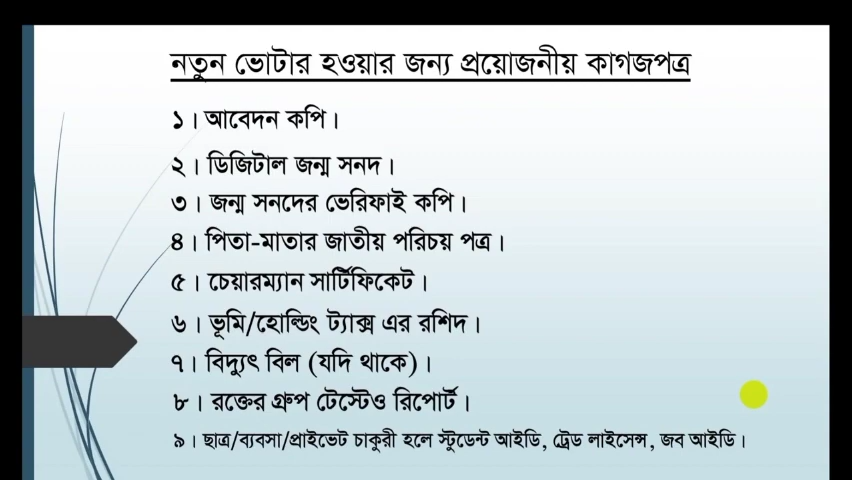 নতুন ভোটার হওয়ার জন্য প্রয়োজনীয় কাগজপত্র
১। আবেদন কপি।
২। ডিজিটাল জন্ম সনদ।
৩। জন্ম সনদের ভেরিফাই কপি।
৪। পিতা-মাতার জাতীয় পরিচয় পত্র।
৫। চেয়ারম্যান সার্টিফিকেট।
৬। ভূমি/হোল্ডিং ট্যাক্স এর রশিদ।
৭। বিদ্যুৎ বিল (যদি থাকে)।
৮। রক্তের গ্রুপ টেস্টেও রিপোর্ট।
৯। ছাত্র/ব্যবসা/প্রাইভেট চাকুরী হলে স্টুডেন্ট আইডি, ট্রেড লাইসেন্স, জব আইডি।